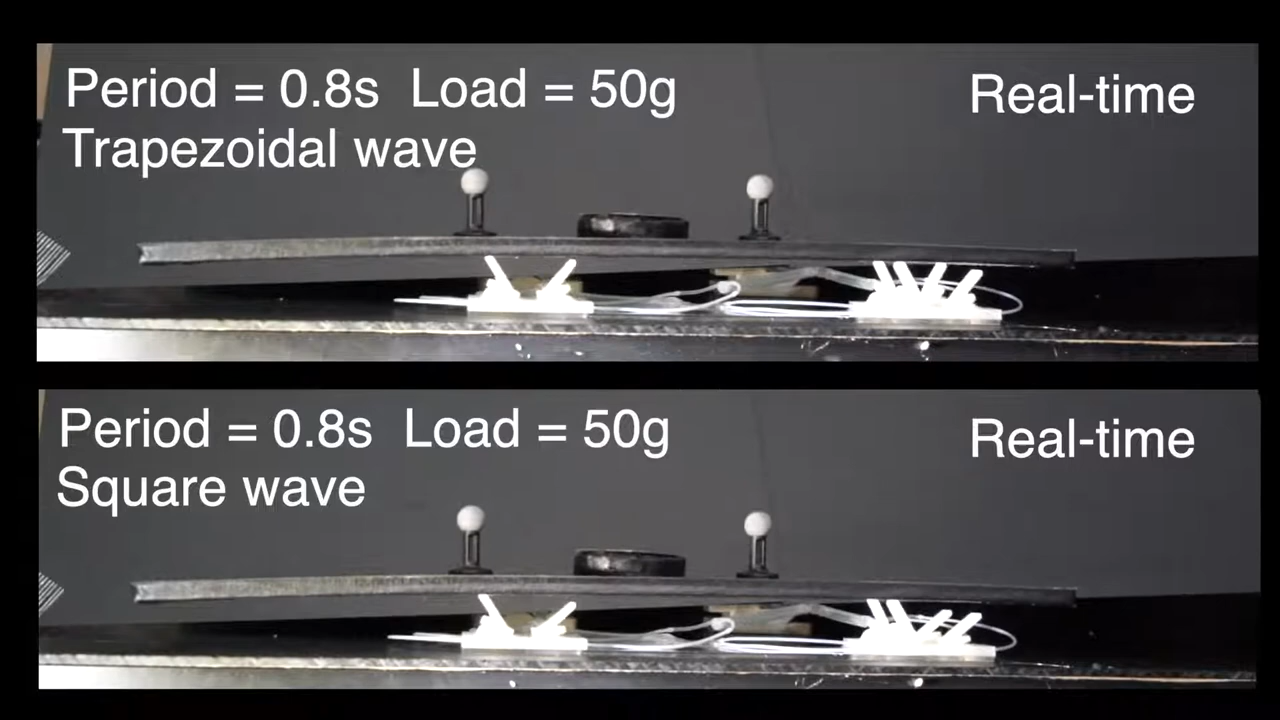 Period = 0.8s Load = 50g
Real-time
Trapezoidal wave
Period = 0.8s Load = 50g
Real-time
Square wave